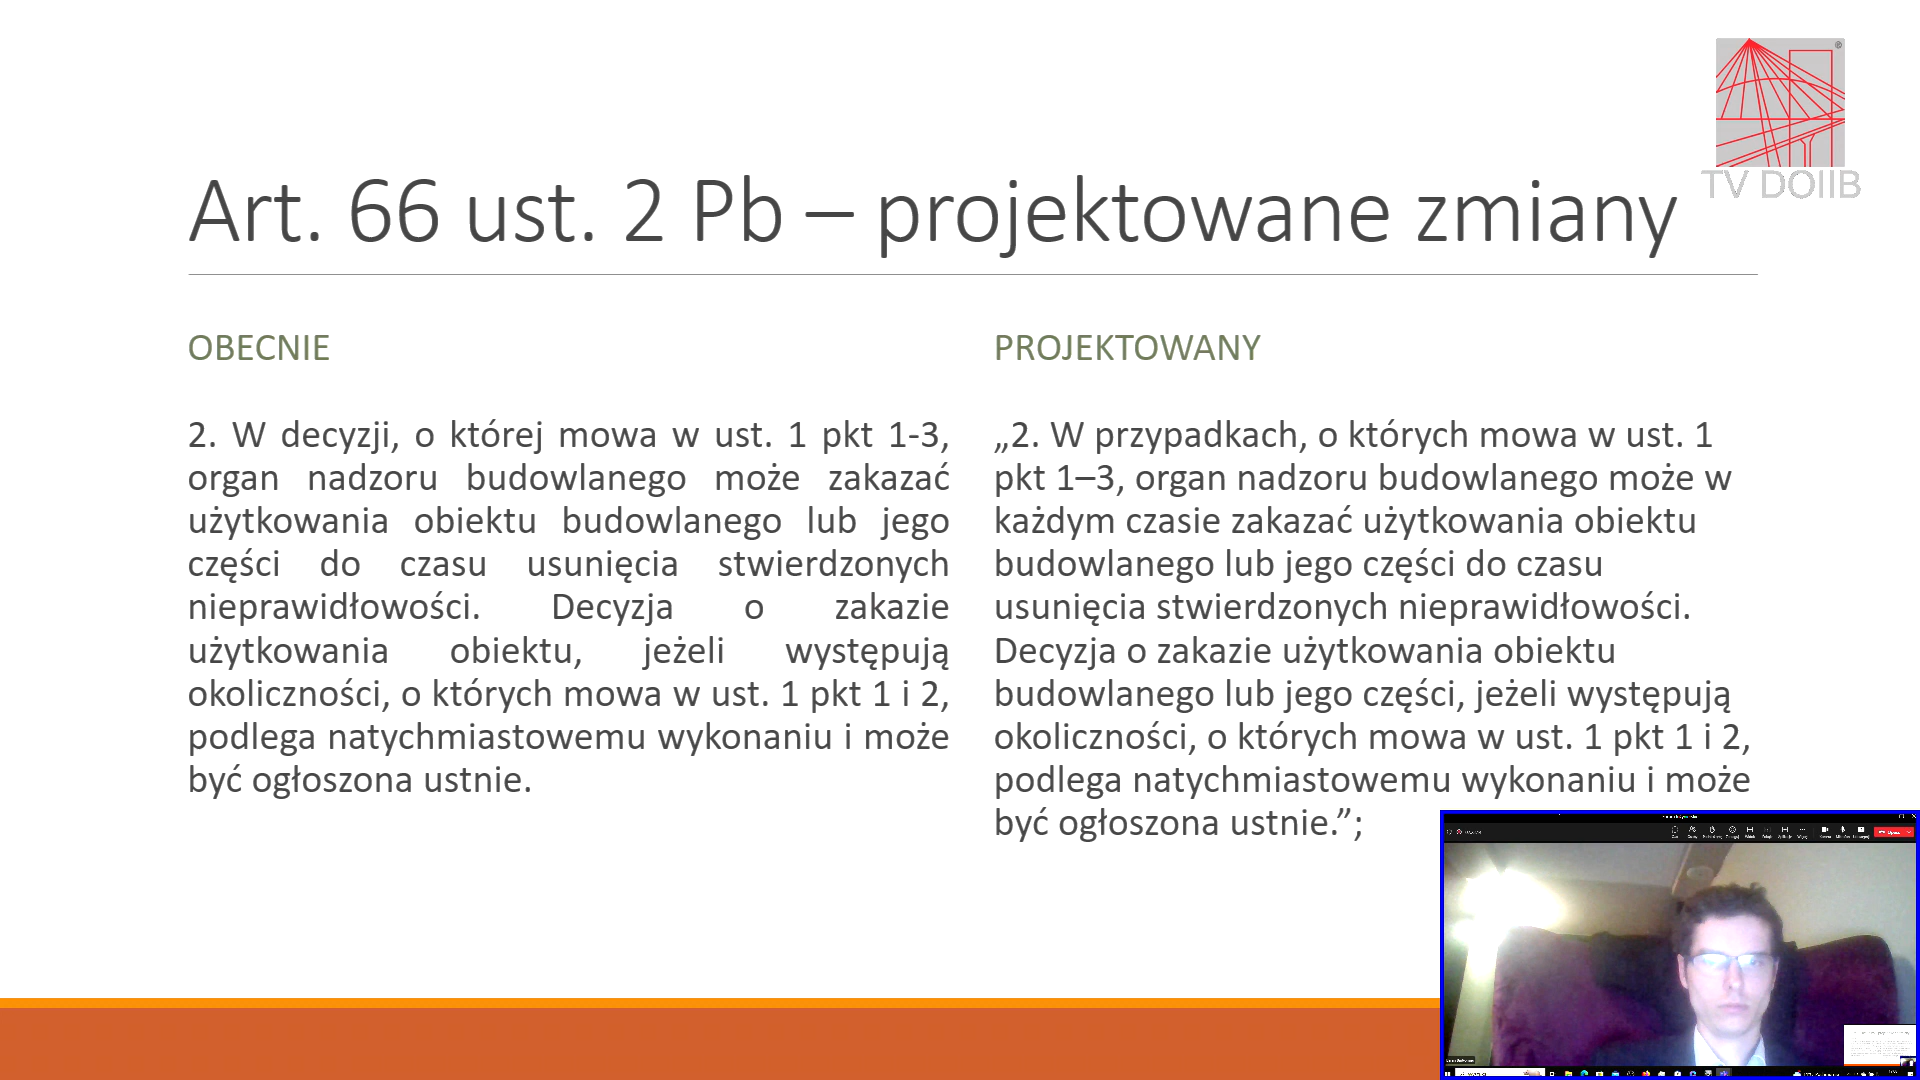 TV DOIIB
Art. 66 ust. 2 Pb – projektowane zmiany
OBECNIE
2. W decyzji, o której mowa w ust. 1 pkt 1-3,
organ nadzoru budowlanego może zakazać
użytkowania obiektu budowlanego lub jego
części do czasu usunięcia stwierdzonych
nieprawidłowości. Decyzja o zakazie
użytkowania obiektu, jeżeli występują
okoliczności, o których mowa w ust. 1 pkt 1 i 2,
podlega natychmiastowemu wykonaniu i może
być ogłoszona ustnie.
PROJEKTOWANY
„2. W przypadkach, o których mowa w ust. 1
pkt 1–3, organ nadzoru budowlanego może w
każdym czasie zakazać użytkowania obiektu
budowlanego lub jego części do czasu
usunięcia stwierdzonych nieprawidłowości.
Decyzja o zakazie użytkowania obiektu
budowlanego lub jego części, jeżeli występują
okoliczności, o których mowa w ust. 1 pkt 1 i 2,
podlega natychmiastowemu wykonaniu i może
być ogłoszona ustnie.”;